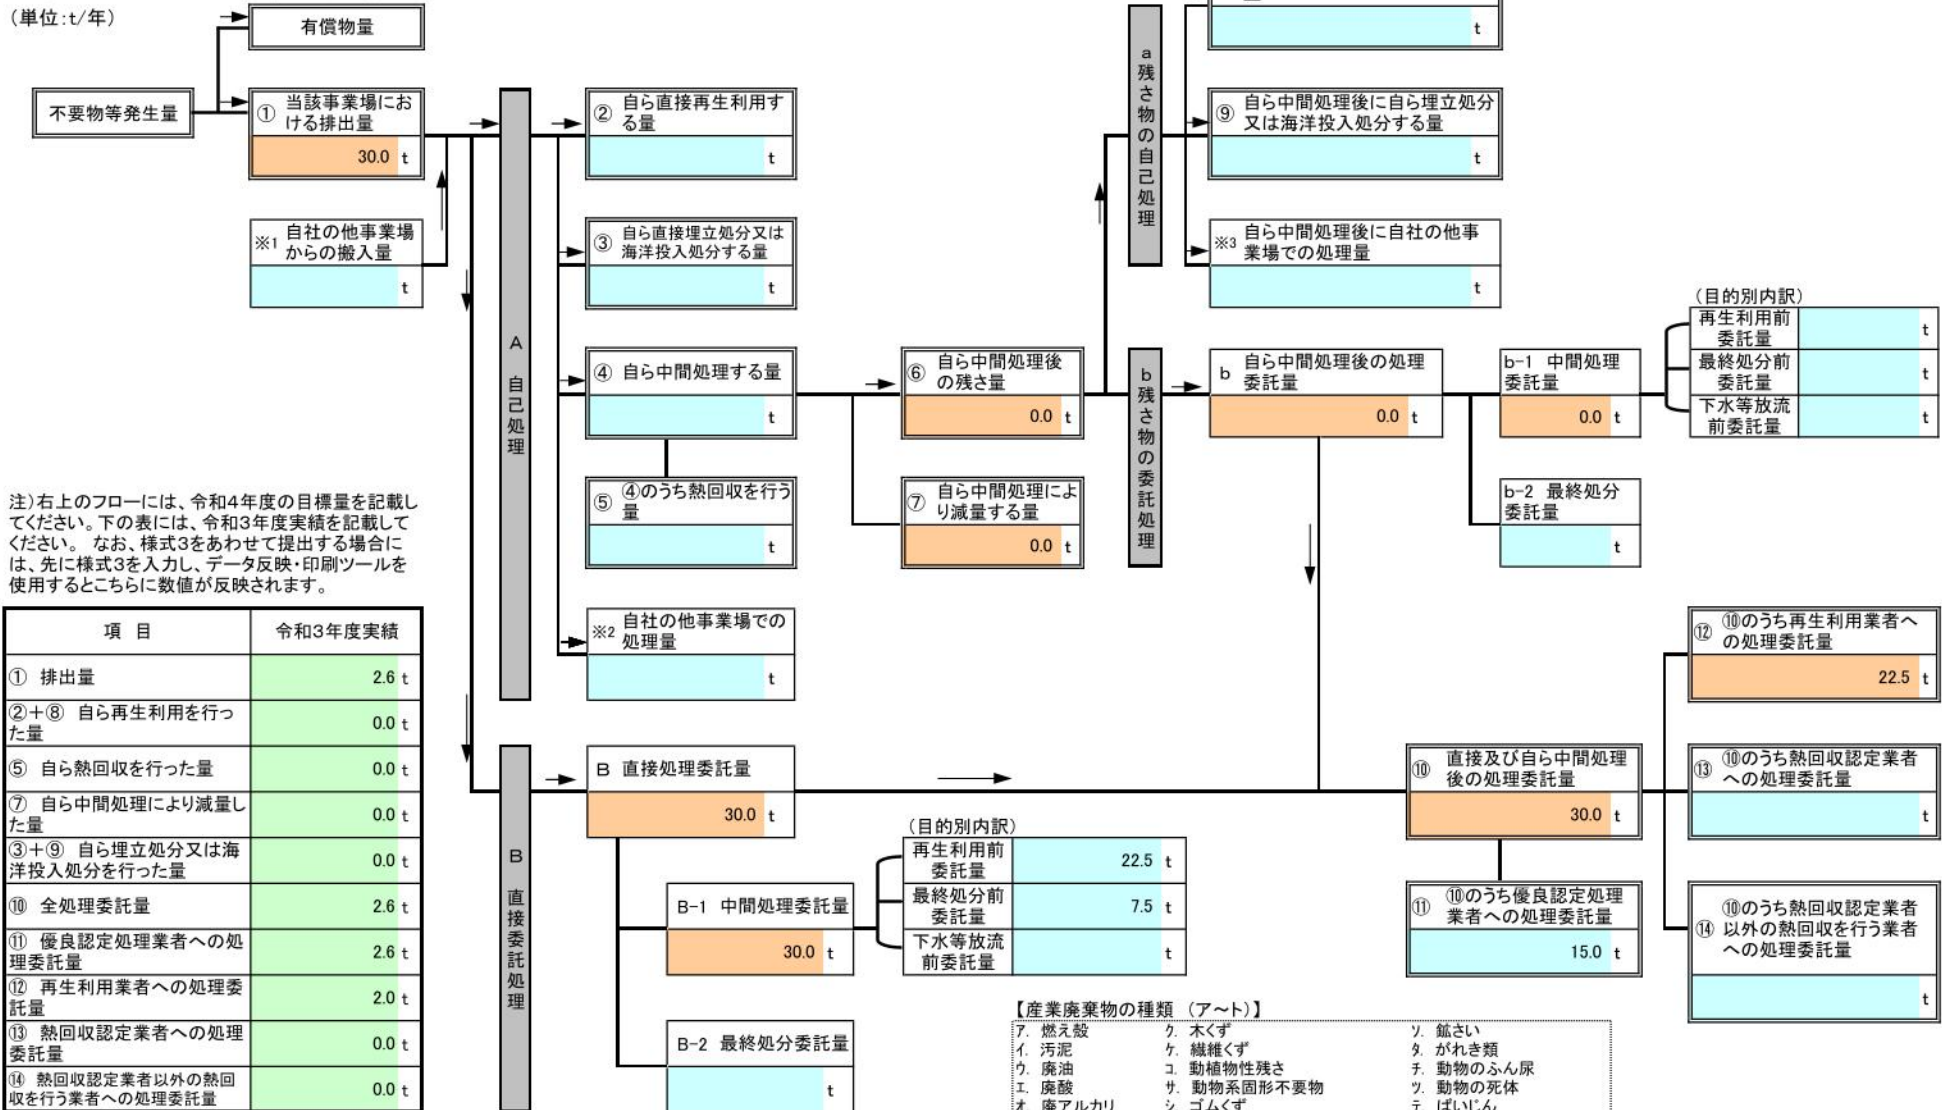 (単位:t/年)
有償物量
不要物等発生量
① 当該事業場にお
ける排出量
30.0 t
※1 自社の他事業場
からの搬入量
t
A 自己処理
② 自ら直接再生利用す
る量
t
③ 自ら直接埋立処分又は
海洋投入処分する量
t
④ 自ら中間処理する量
t
⑤ ④のうち熱回収を行う
量
t
※2 自社の他事業場での
処理量
t
⑥ 自ら中間処理後
の残さ量
0.0 t
⑦ 自ら中間処理によ
り減量する量
0.0 t
a 残さ物の自己処理
t
⑨ 自ら中間処理後に自ら埋立処分
又は海洋投入処分する量
t
※3 自ら中間処理後に自社の他事
業場での処理量
t
b 残さ物の委託処理
b 自ら中間処理後の処理
委託量
0.0 t
b-1 中間処理
委託量
0.0 t
b-2 最終処分
委託量
t
(目的別内訳)
再生利用前
委託量
t
最終処分前
委託量
t
下水等放流
前委託量
t
注)右上のフローには、令和4年度の目標量を記載し
てください。下の表には、令和3年度実績を記載して
ください。 なお、様式3をあわせて提出する場合に
は、先に様式3を入力し、データ反映・印刷ツールを
使用するとこちらに数値が反映されます。
項 目 令和3年度実績
① 排出量 2.6 t
②+⑧ 自ら再生利用を行っ
た量 0.0 t
⑤ 自ら熱回収を行った量 0.0 t
⑦ 自ら中間処理により減量し
た量 0.0 t
③+⑨ 自ら埋立処分又は海
洋投入処分を行った量 0.0 t
⑩ 全処理委託量 2.6 t
⑪ 優良認定処理業者への処
理委託量 2.6 t
⑫ 再生利用業者への処理委
託量 2.0 t
⑬ 熱回収認定業者への処理
委託量 0.0 t
⑭ 熱回収認定業者以外の熱回
収を行う業者への処理委託量 0.0 t
B 直接委託処理
B 直接処理委託量
30.0 t
B-1 中間処理委託量
30.0 t
B-2 最終処分委託量
t
(目的別内訳)
再生利用前
委託量
22.5 t
最終処分前
委託量
7.5 t
下水等放流
前委託量
t
⑩ 直接及び自ら中間処理
後の処理委託量
30.0 t
⑪ ⑩のうち優良認定処理
業者への処理委託量
15.0 t
⑫ ⑩のうち再生利用業者へ
の処理委託量
22.5 t
⑬ ⑩のうち熱回収認定業者
への処理委託量
t
⑭ ⑩のうち熱回収認定業者
以外の熱回収を行う業者
への処理委託量
t
【産業廃棄物の種類 (ア~ト)】
ア. 燃え殻 ク. 木くず ソ. 鉱さい
イ. 汚泥 ケ. 繊維くず タ. がれき類
ウ. 廃油 コ. 動植物性残さ チ. 動物のふん尿
エ. 廃酸 サ. 動物系固形不要物 ツ. 動物の死体
オ. 廃アルカリ シ. ゴムくず テ. ばいじん